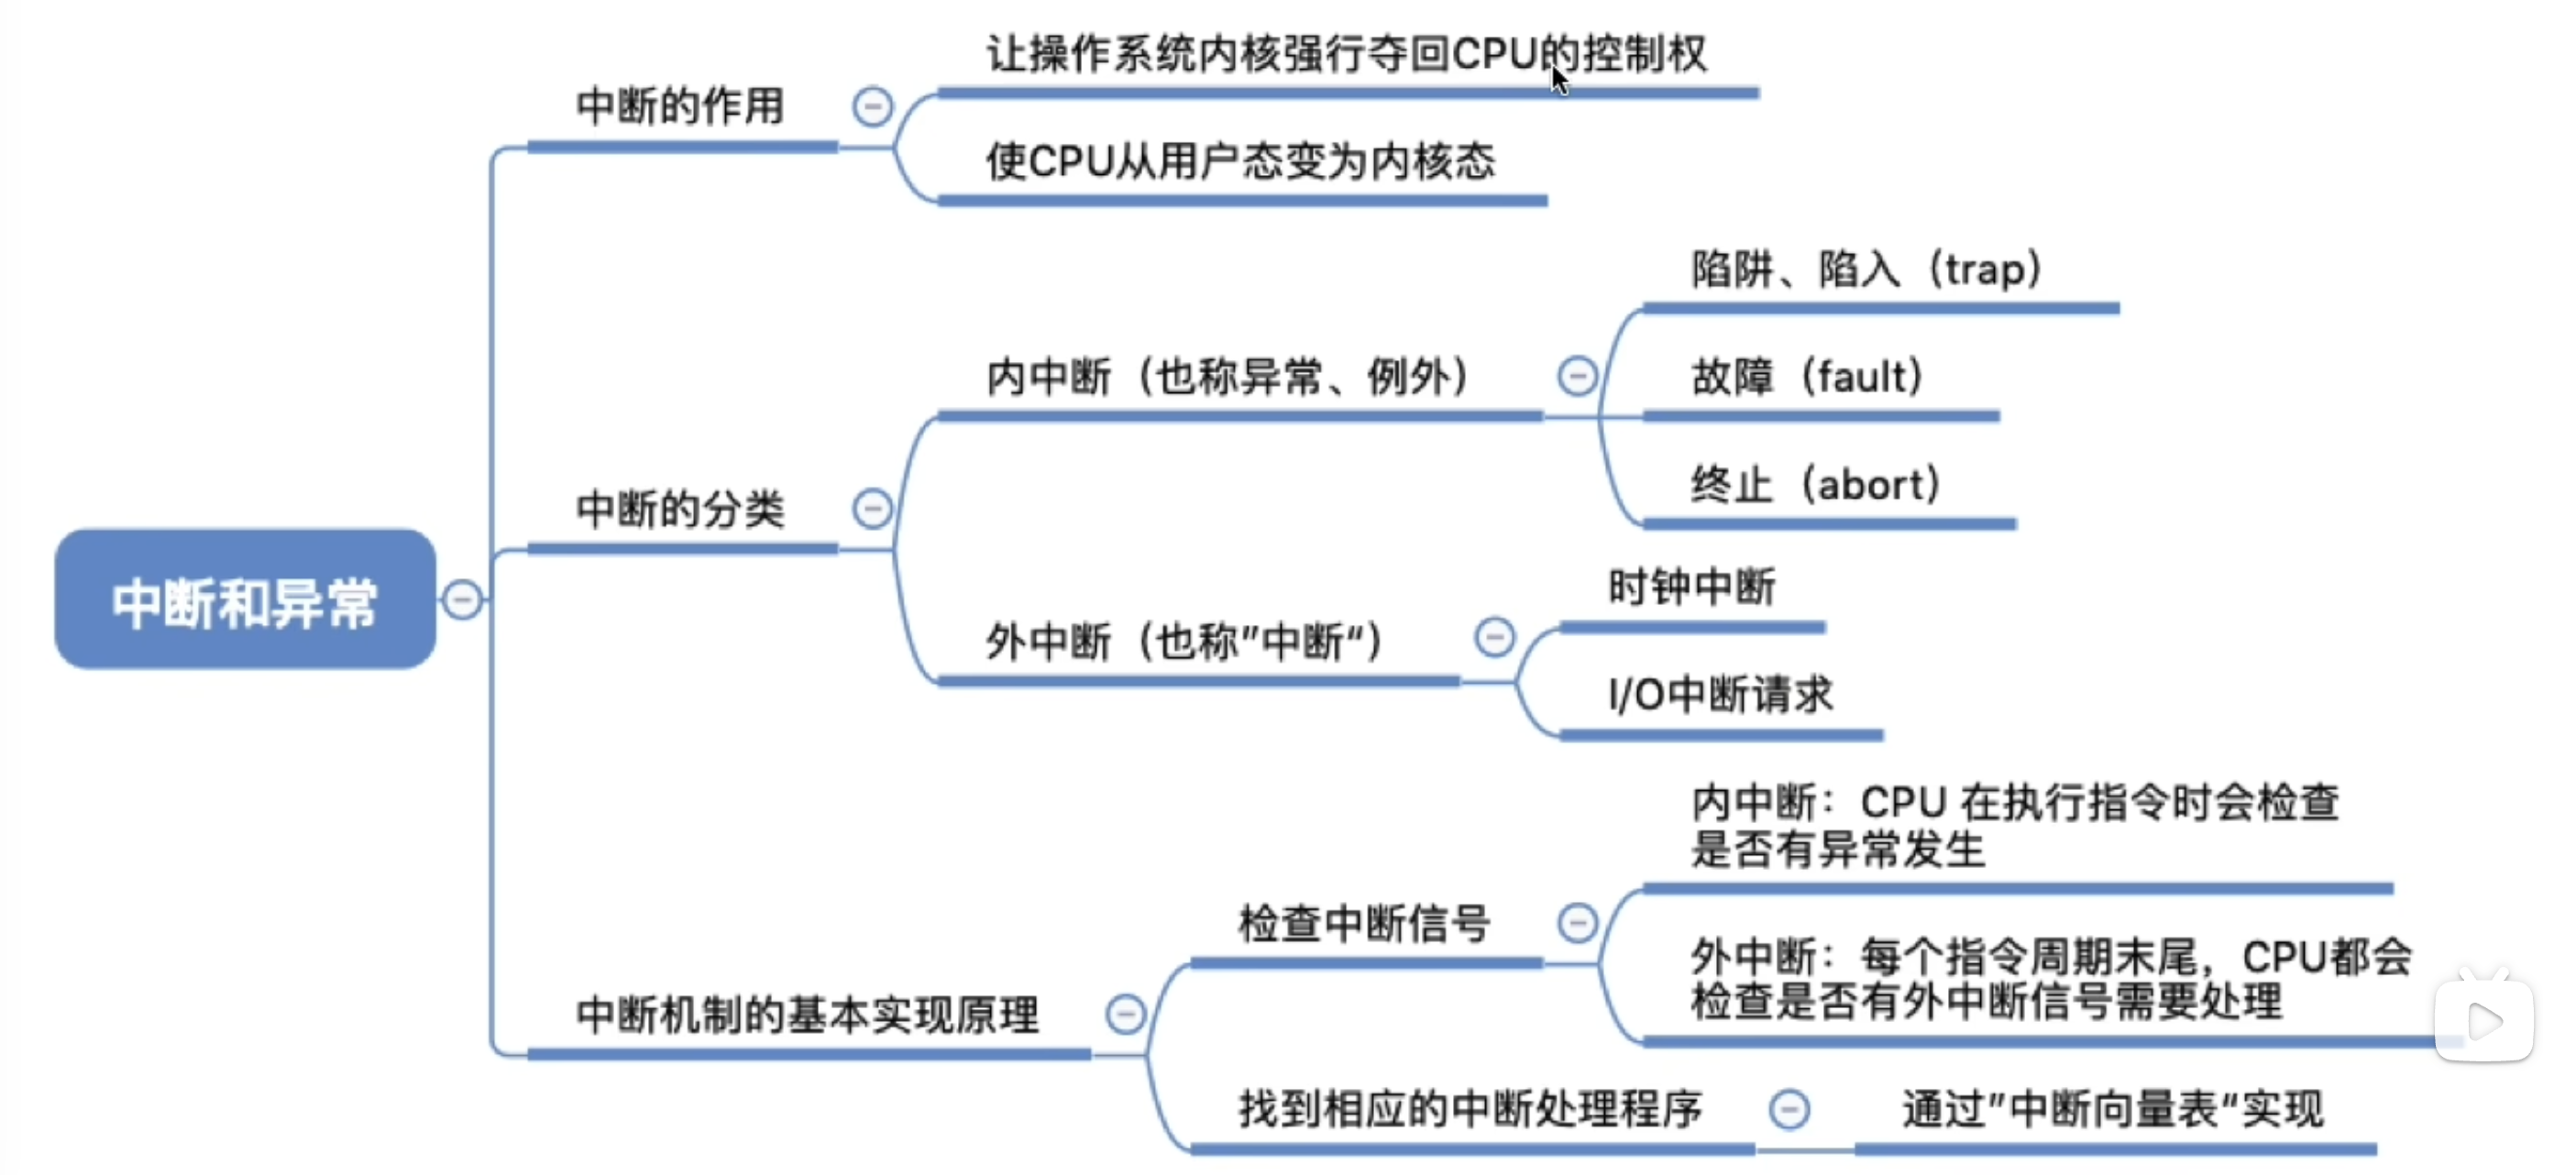 让操作系统内核强行夺回CPU的控制权
中断的作用
使CPU从用户态变为内核态
陷阱、陷入（trap）
内中断（也称异常、例外）
故障（fault）
终止（abort）
中断的分类
时钟中断
外中断（也称”中断“）
I/O中断请求
中断和异常
内中断：CPU 在执行指令时会检查
是否有异常发生
检查中断信号
外中断：每个指令周期末尾，CPU都会
检查是否有外中断信号需要处理
中断机制的基本实现原理
找到相应的中断处理程序
通过”中断向量表“实现